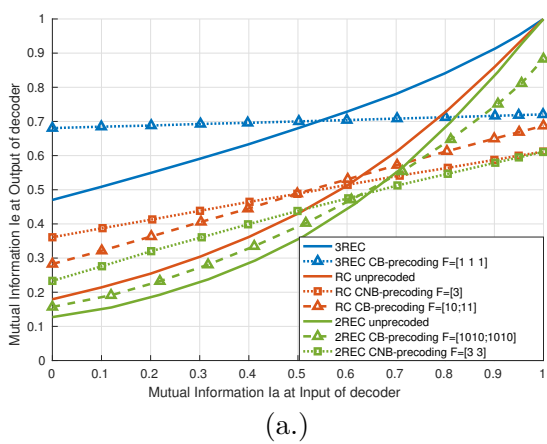 1
0.9
0.8
0.7
0.6
0.5
0.4
0.3
0.2
0.1
0
Mutual Information Ie at Output of decoder
3REC
3REC CB-precoding F=[1 1 1]
RC unprecoded
RC CNB-precoding F=[3]
RC CB-precoding F=[10;11]
2REC unprecoded
2REC CB-precoding F=[1010;1010]
2REC CNB-precoding F=[3 3]
0 0.1 0.2 0.3 0.4 0.5 0.6 0.7 0.8 0.9 1
Mutual Information Ia at Input of decoder
(a.)